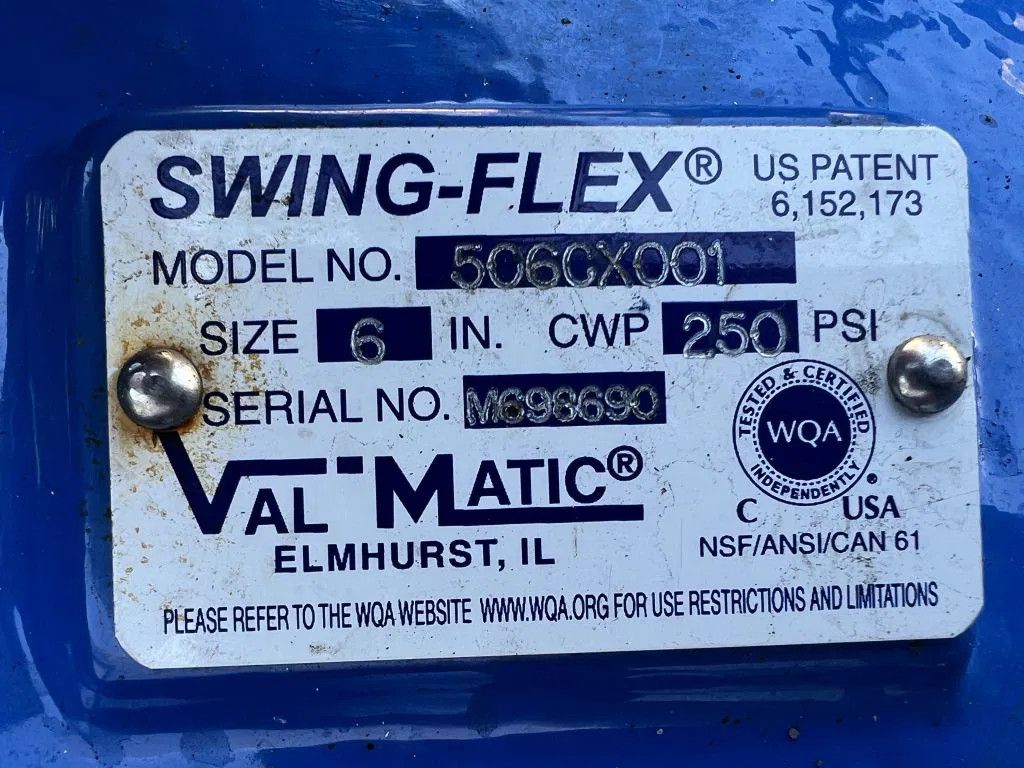 SWING-FLEX® US PATENT
6,152,173
MODEL NO. 506CX001
SIZE 6 IN. CWP 250 PSI
SERIAL NO. M698690
TESTED & CERTIFIED
WQA
INDEPENDENTLY
C USA
VAL-MATIC®
ELMHURST, IL
NSF/ANSI/CAN 61
PLEASE REFER TO THE WQA WEBSITE WWW.WQA.ORG FOR USE RESTRICTIONS AND LIMITATIONS